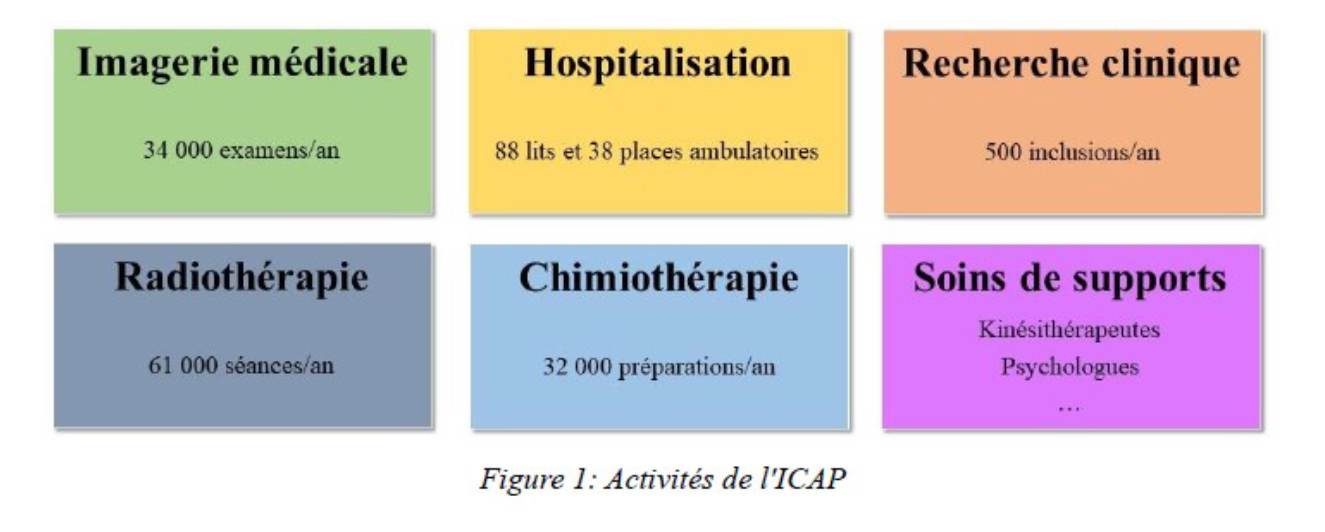 Imagerie médicale
34 000 examens/an
Hospitalisation
88 lits et 38 places ambulatoires
Recherche clinique
500 inclusions/an
Radiothérapie
61 000 séances/an
Chimiothérapie
32 000 préparations/an
Soins de supports
Kinésithérapeutes
Psychologues
…
Figure 1: Activités de l'ICAP